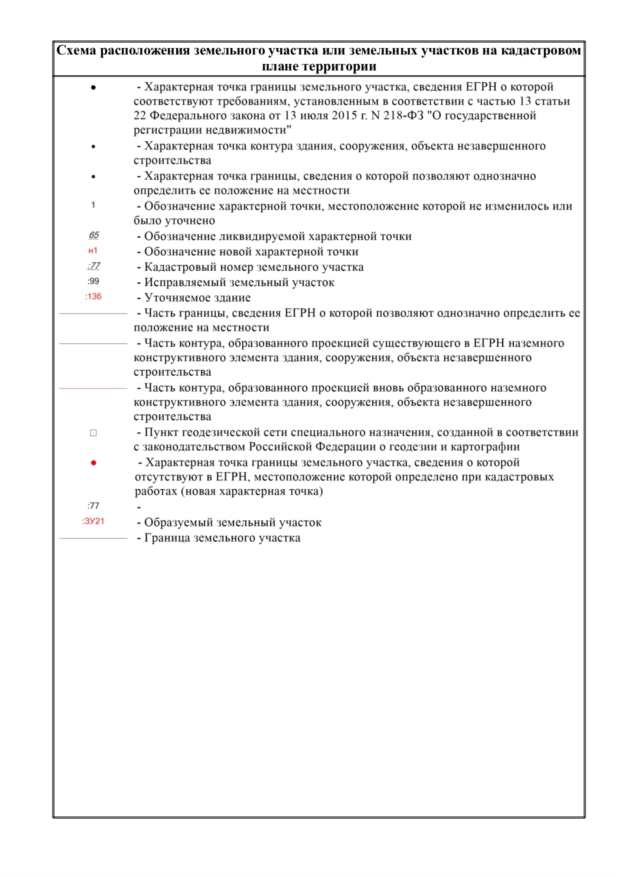 Схема расположения земельного участка или земельных участков на кадастровом
плане территории
- Характерная точка границы земельного участка, сведения ЕГРН о которой
соответствуют требованиям, установленным в соответствии с частью 13 статьи
22 Федерального закона от 13 июля 2015 г. N 218-ФЗ "О государственной
регистрации недвижимости"
- Характерная точка контура здания, сооружения, объекта незавершенного
строительства
- Характерная точка границы, сведения о которой позволяют однозначно
определить ее положение на местности
1 - Обозначение характерной точки, местоположение которой не изменилось или
было уточнено
65 - Обозначение ликвидируемой характерной точки
н1 - Обозначение новой характерной точки
:77 - Кадастровый номер земельного участка
:99 - Исправляемый земельный участок
:136 - Уточняемое здание
- Часть границы, сведения ЕГРН о которой позволяют однозначно определить ее
положение на местности
- Часть контура, образованного проекцией существующего в ЕГРН наземного
конструктивного элемента здания, сооружения, объекта незавершенного
строительства
- Часть контура, образованного проекцией вновь образованного наземного
конструктивного элемента здания, сооружения, объекта незавершенного
строительства
- Пункт геодезической сети специального назначения, созданной в соответствии
с законодательством Российской Федерации о геодезии и картографии
- Характерная точка границы земельного участка, сведения о которой
отсутствуют в ЕГРН, местоположение которой определено при кадастровых
работах (новая характерная точка)
:77 -
:ЗУ21 - Образуемый земельный участок
- Граница земельного участка